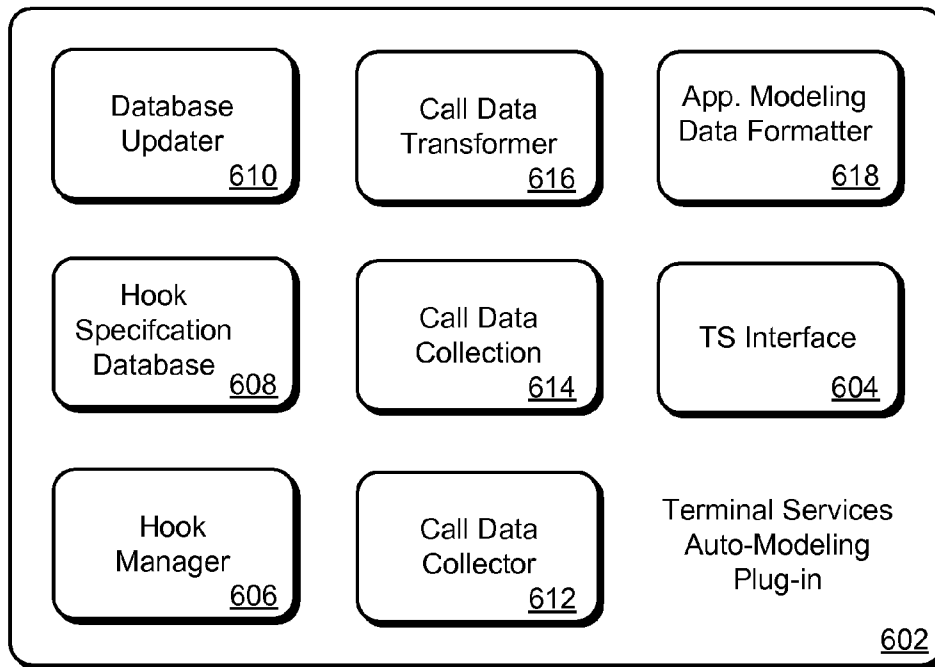 Database
Updater
610
Call Data
Transformer
616
App. Modeling
Data Formatter
618
Hook
Specifcation
Database
608
Call Data
Collection
614
TS Interface
604
Hook
Manager
606
Call Data
Collector
612
Terminal Services
Auto-Modeling
Plug-in
602